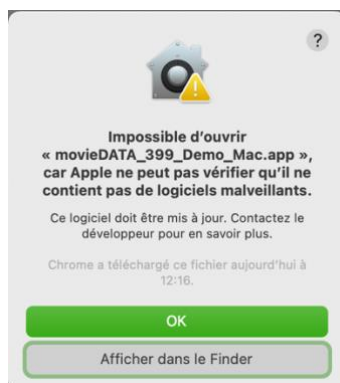 ?
Impossible d’ouvrir
« movieDATA_399_Demo_Mac.app »,
car Apple ne peut pas vérifier qu’il ne
contient pas de logiciels malveillants.
Ce logiciel doit être mis à jour. Contactez le
développeur pour en savoir plus.
Chrome a téléchargé ce fichier aujourd’hui à
12:16.
OK
Afficher dans le Finder